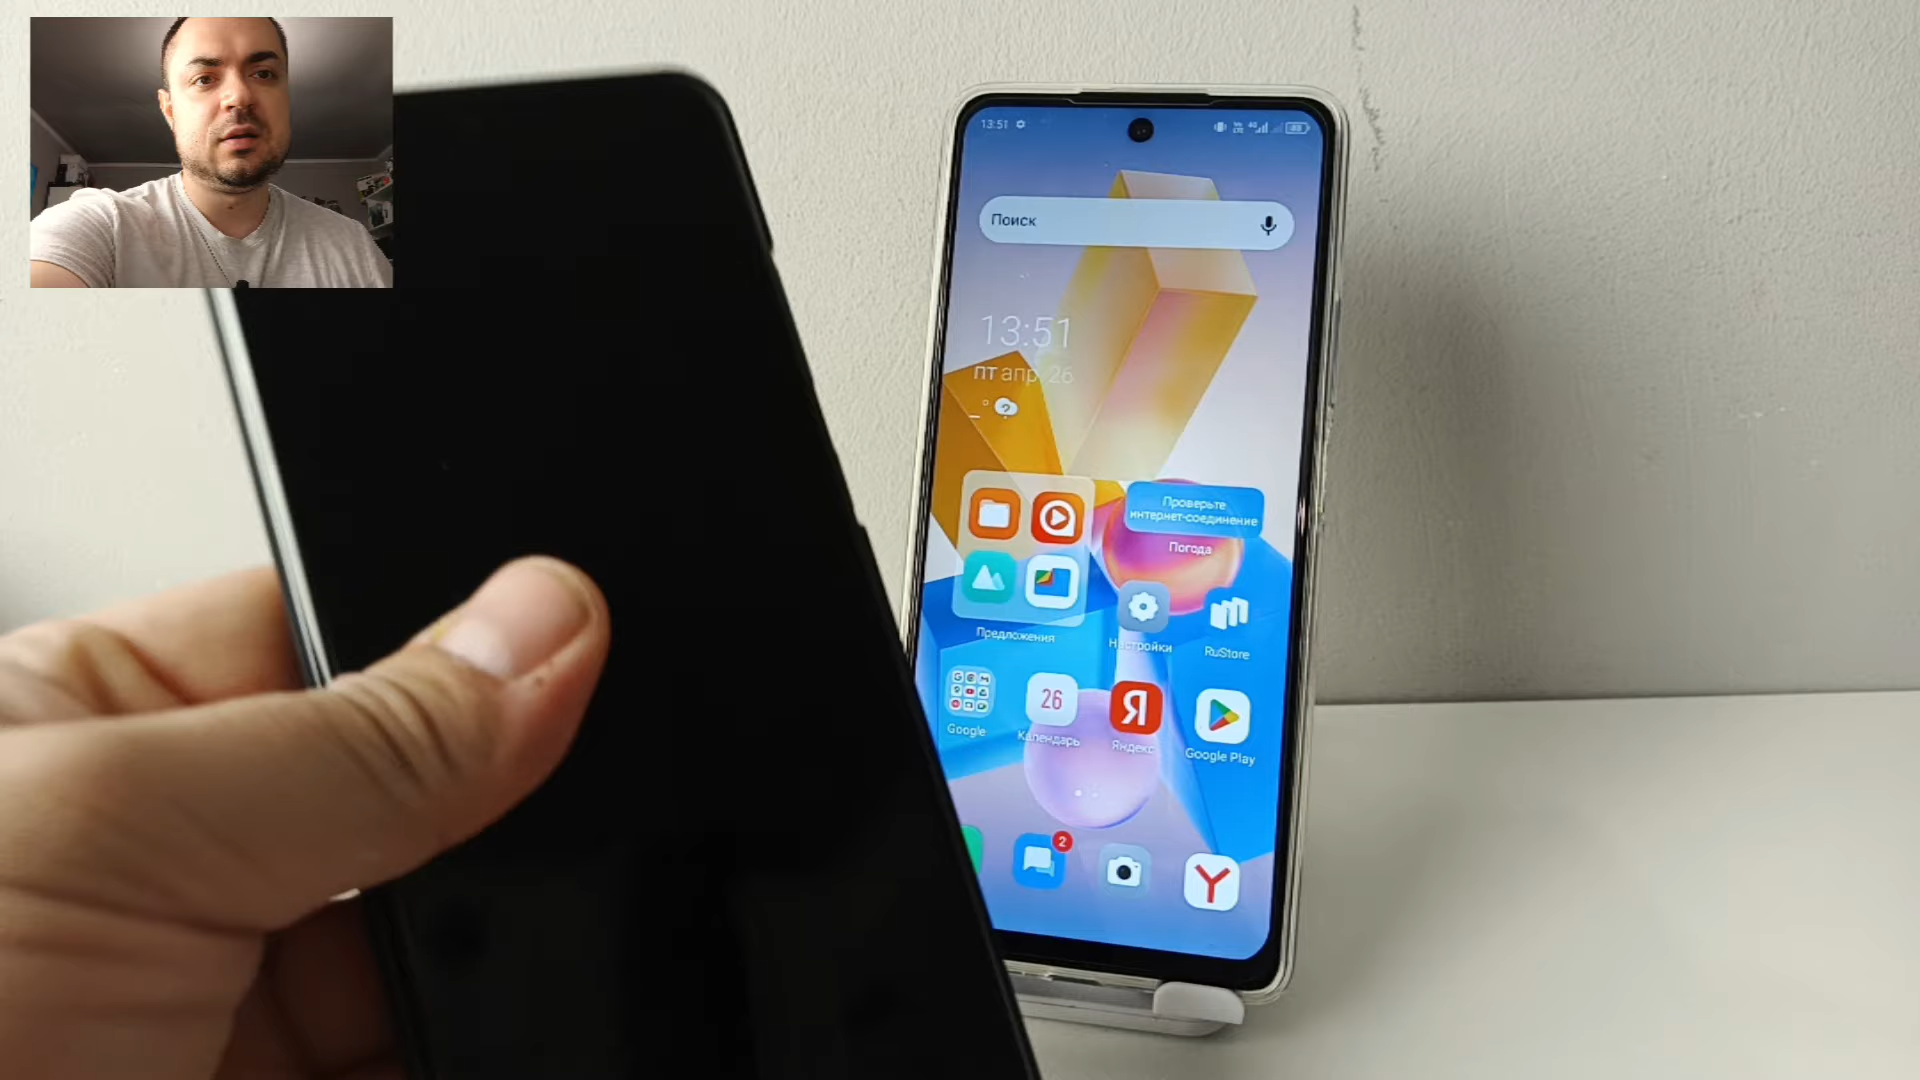 13:51
Поиск
13:51
пт апр. 26
Проверьте
интернет-соединение
Погода
Предложения
Настройки
RuStore
Google
26
Календарь
Я
Яндекс
Google Play
2
Y